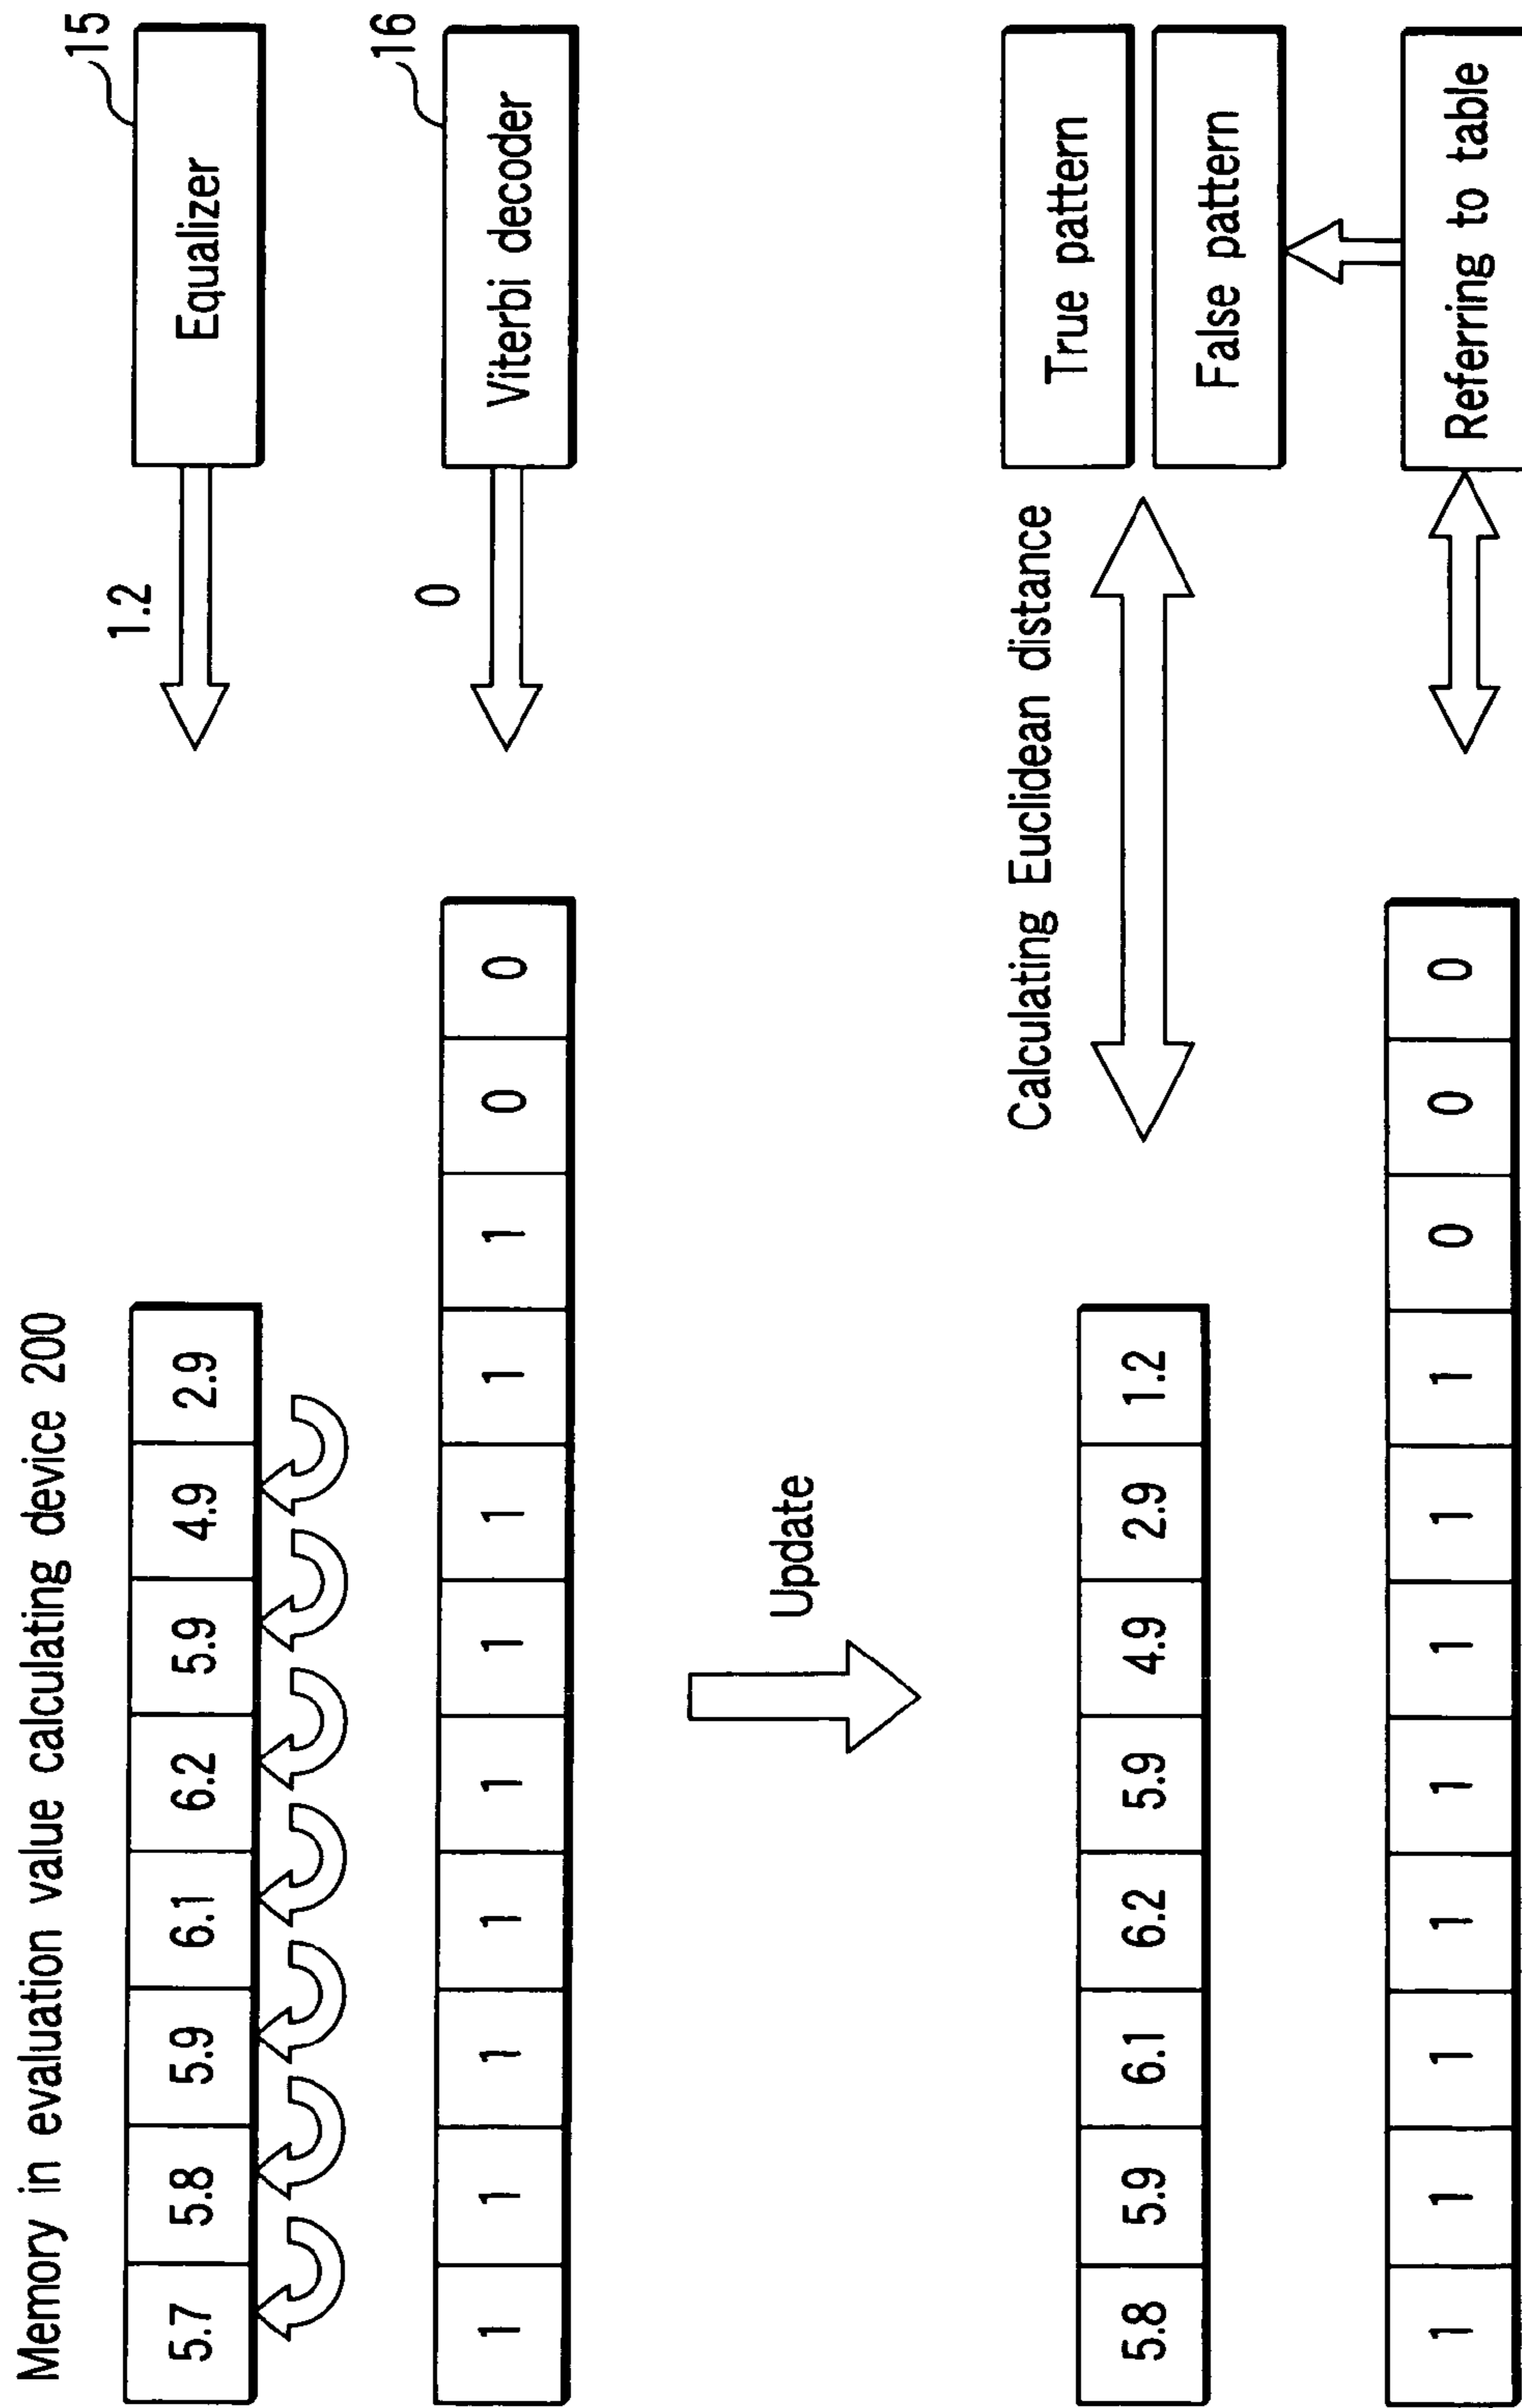 Memory in evaluation value calculating device 200
15
5.7 5.8 5.9 6.1 6.2 5.9 4.9 2.9
1.2
Equalizer
16
1 1 1 1 1 1 1 1 1 0 0
0
Viterbi decoder
Update
Calculating Euclidean distance
5.8 5.9 6.1 6.2 5.9 4.9 2.9 1.2
True pattern
False pattern
1 1 1 1 1 1 1 1 0 0 0
Referring to table